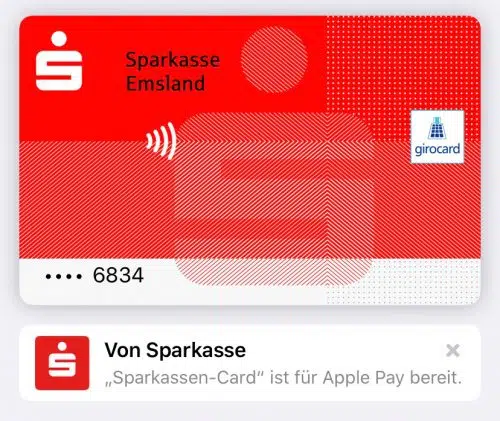 Sparkasse
Emsland
girocard
•••• 6834
Von Sparkasse
„Sparkassen-Card“ ist für Apple Pay bereit.